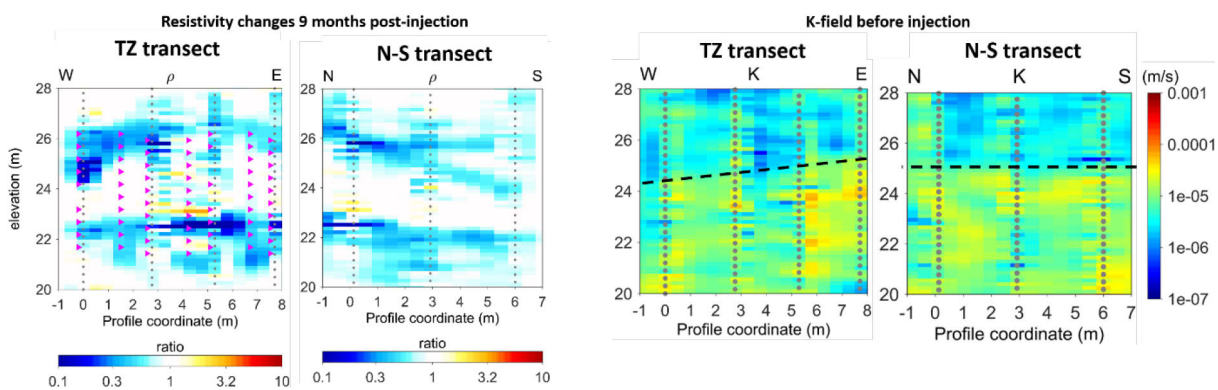 Resistivity changes 9 months post-injection
TZ transect
N-S transect
W ρ E
N ρ S
elevation (m)
28
26
24
22
20
28
26
24
22
20
-1 0 1 2 3 4 5 6 7 8
Profile coordinate (m)
-1 0 1 2 3 4 5 6 7
Profile coordinate (m)
ratio
0.1 0.3 1 3.2 10
ratio
0.1 0.3 1 3.2 10
K-field before injection
TZ transect
N-S transect
W K E
N K S
(m/s)
28
26
24
22
20
28
26
24
22
20
-1 0 1 2 3 4 5 6 7 8
Profile coordinate (m)
-1 0 1 2 3 4 5 6 7
Profile coordinate (m)
0.001
0.0001
1e-05
1e-06
1e-07